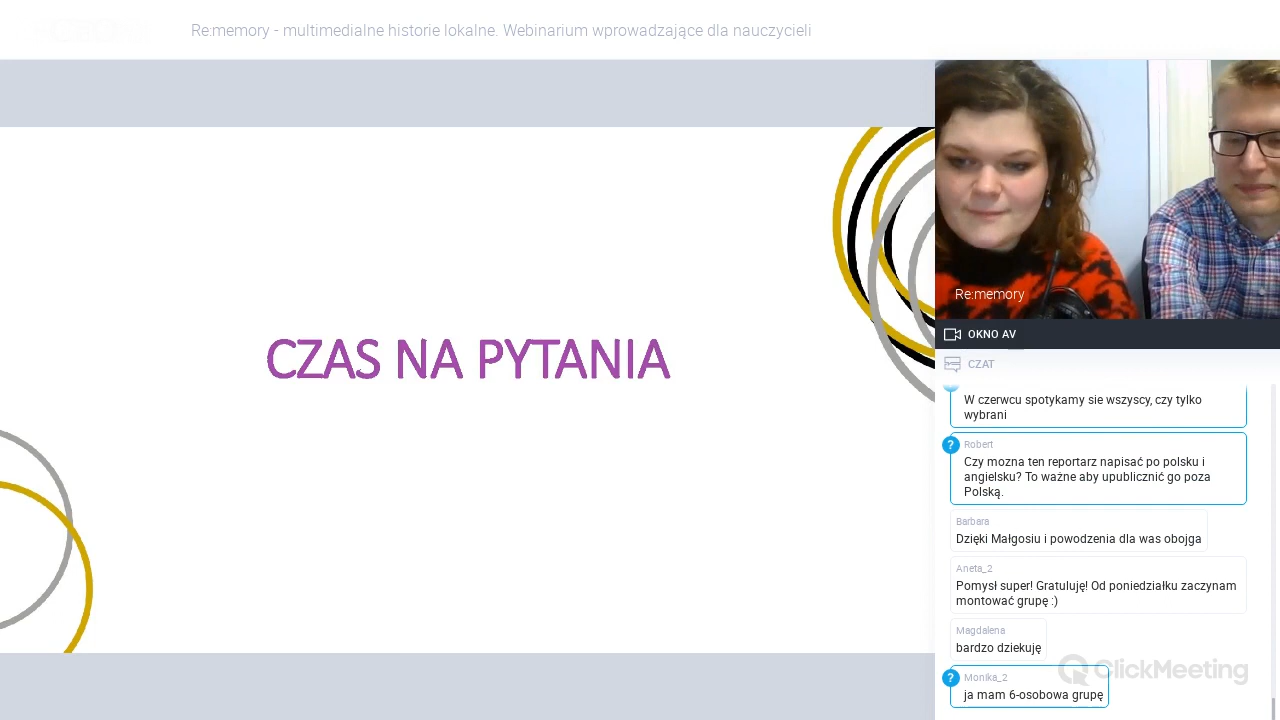 Re:memory - multimedialne historie lokalne. Webinarium wprowadzające dla nauczycieli
CZAS NA PYTANIA
Re:memory
OKNO AV
CZAT
W czerwcu spotykamy sie wszyscy, czy tylko
wybrani
?
Robert
Czy mozna ten reportarz napisać po polsku i
angielsku? To ważne aby upublicznić go poza
Polską.
Barbara
Dzięki Małgosiu i powodzenia dla was obojga
Aneta_2
Pomysł super! Gratuluję! Od poniedziałku zaczynam
montować grupę :)
Magdalena
bardzo dziekuję
ClickMeeting
?
Monika_2
ja mam 6-osobowa grupę